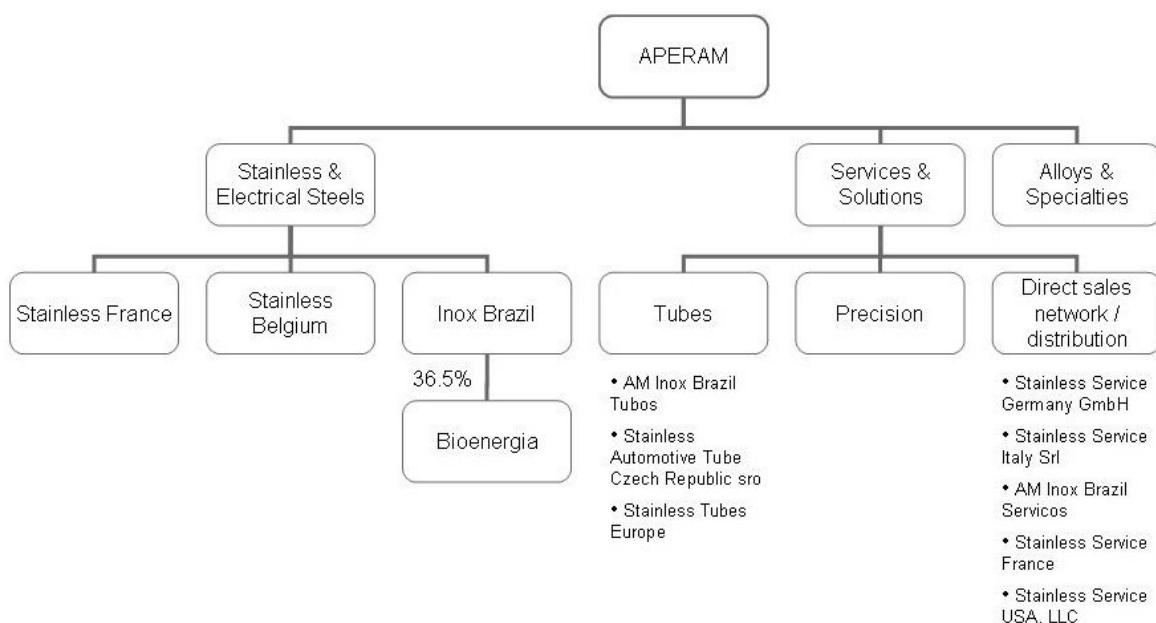 APERAM
Stainless &
Electrical Steels
Services &
Solutions
Alloys &
Specialties
Stainless France
Stainless
Belgium
Inox Brazil
Tubes
Precision
Direct sales
network /
distribution
36.5%
Bioenergia
• AM Inox Brazil
Tubos
• Stainless
Automotive Tube
Czech Republic sro
• Stainless Tubes
Europe
• Stainless Service
Germany GmbH
• Stainless Service
Italy Srl
• AM Inox Brazil
Servicos
• Stainless Service
France
• Stainless Service
USA, LLC